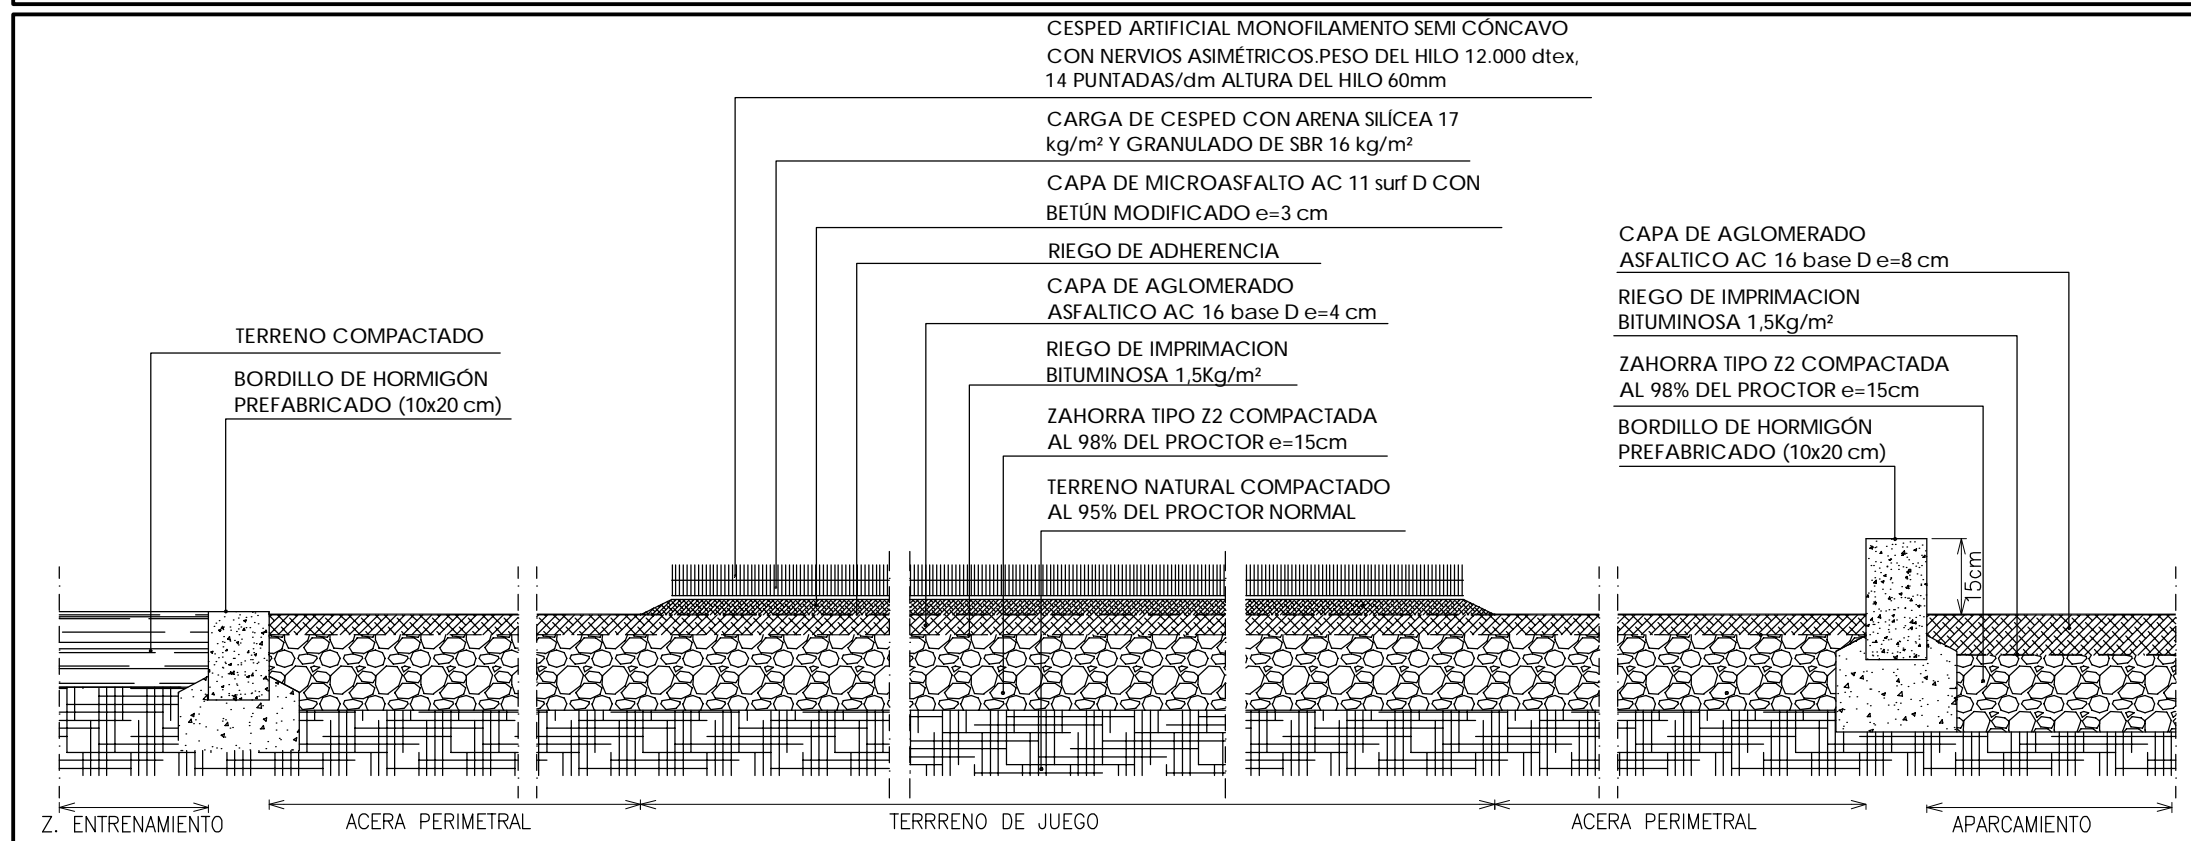 CESPED ARTIFICIAL MONOFILAMENTO SEMI CÓNCAVO
CON NERVIOS ASIMÉTRICOS.PESO DEL HILO 12.000 dtex,
14 PUNTADAS/dm ALTURA DEL HILO 60mm
CARGA DE CESPED CON ARENA SILÍCEA 17
kg/m² Y GRANULADO DE SBR 16 kg/m²
CAPA DE MICROASFALTO AC 11 surf D CON
BETÚN MODIFICADO e=3 cm
RIEGO DE ADHERENCIA
CAPA DE AGLOMERADO
ASFALTICO AC 16 base D e=4 cm
RIEGO DE IMPRIMACION
BITUMINOSA 1,5Kg/m²
ZAHORRA TIPO Z2 COMPACTADA
AL 98% DEL PROCTOR e=15cm
TERRENO NATURAL COMPACTADO
AL 95% DEL PROCTOR NORMAL
TERRENO COMPACTADO
BORDILLO DE HORMIGÓN
PREFABRICADO (10x20 cm)
CAPA DE AGLOMERADO
ASFALTICO AC 16 base D e=8 cm
RIEGO DE IMPRIMACION
BITUMINOSA 1,5Kg/m²
ZAHORRA TIPO Z2 COMPACTADA
AL 98% DEL PROCTOR e=15cm
BORDILLO DE HORMIGÓN
PREFABRICADO (10x20 cm)
15cm
Z. ENTRENAMIENTO
ACERA PERIMETRAL
TERRRENO DE JUEGO
ACERA PERIMETRAL
APARCAMIENTO